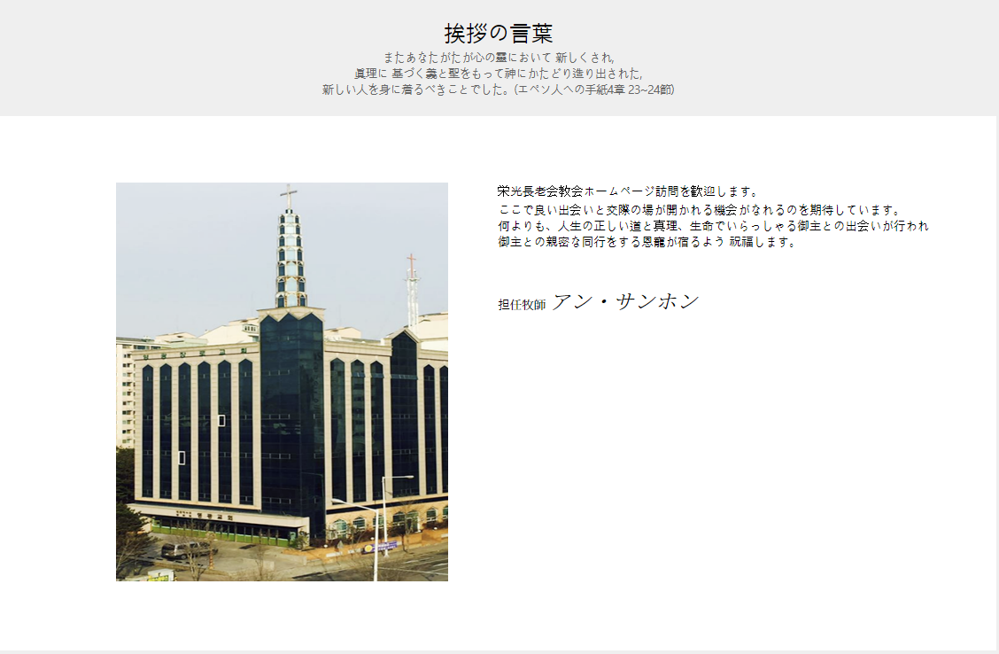 挨拶の言葉
またあなたがたが心の靈において 新しくされ,
眞理に 基づく義と聖をもって神にかたどり造り出された,
新しい人を身に着るべきことでした。(エペソ人への手紙4章 23~24節)
栄光長老会教会ホームページ訪問を歓迎します。
ここで良い出会いと交際の場が開かれる機会がなれるのを期待しています。
何よりも、人生の正しい道と真理、生命でいらっしゃる御主との出会いが行われ
御主との親密な同行をする恩寵が宿るよう 祝福します。
担任牧師 アン・サンホン
영광장로교회
영광교회